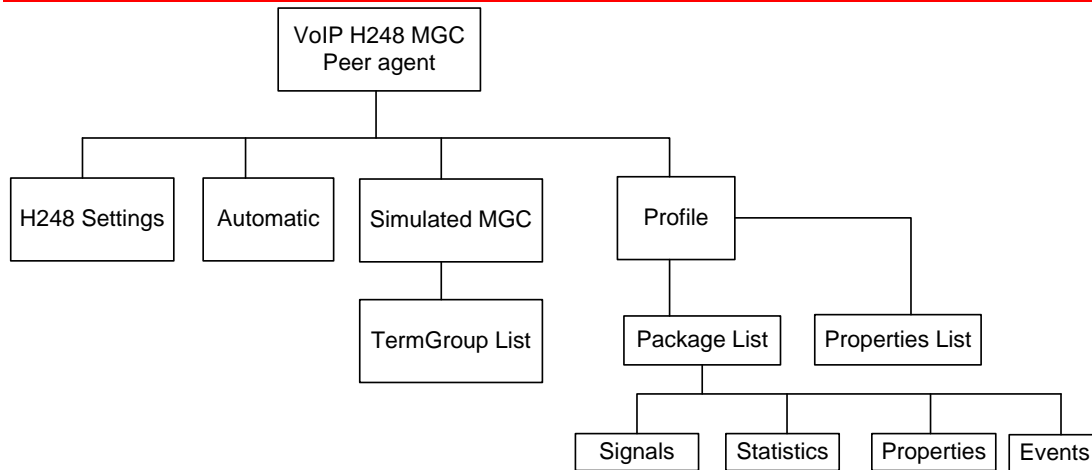 VoIP H248 MGC
Peer agent
H248 Settings
Automatic
Simulated MGC
Profile
TermGroup List
Package List
Properties List
Signals
Statistics
Properties
Events